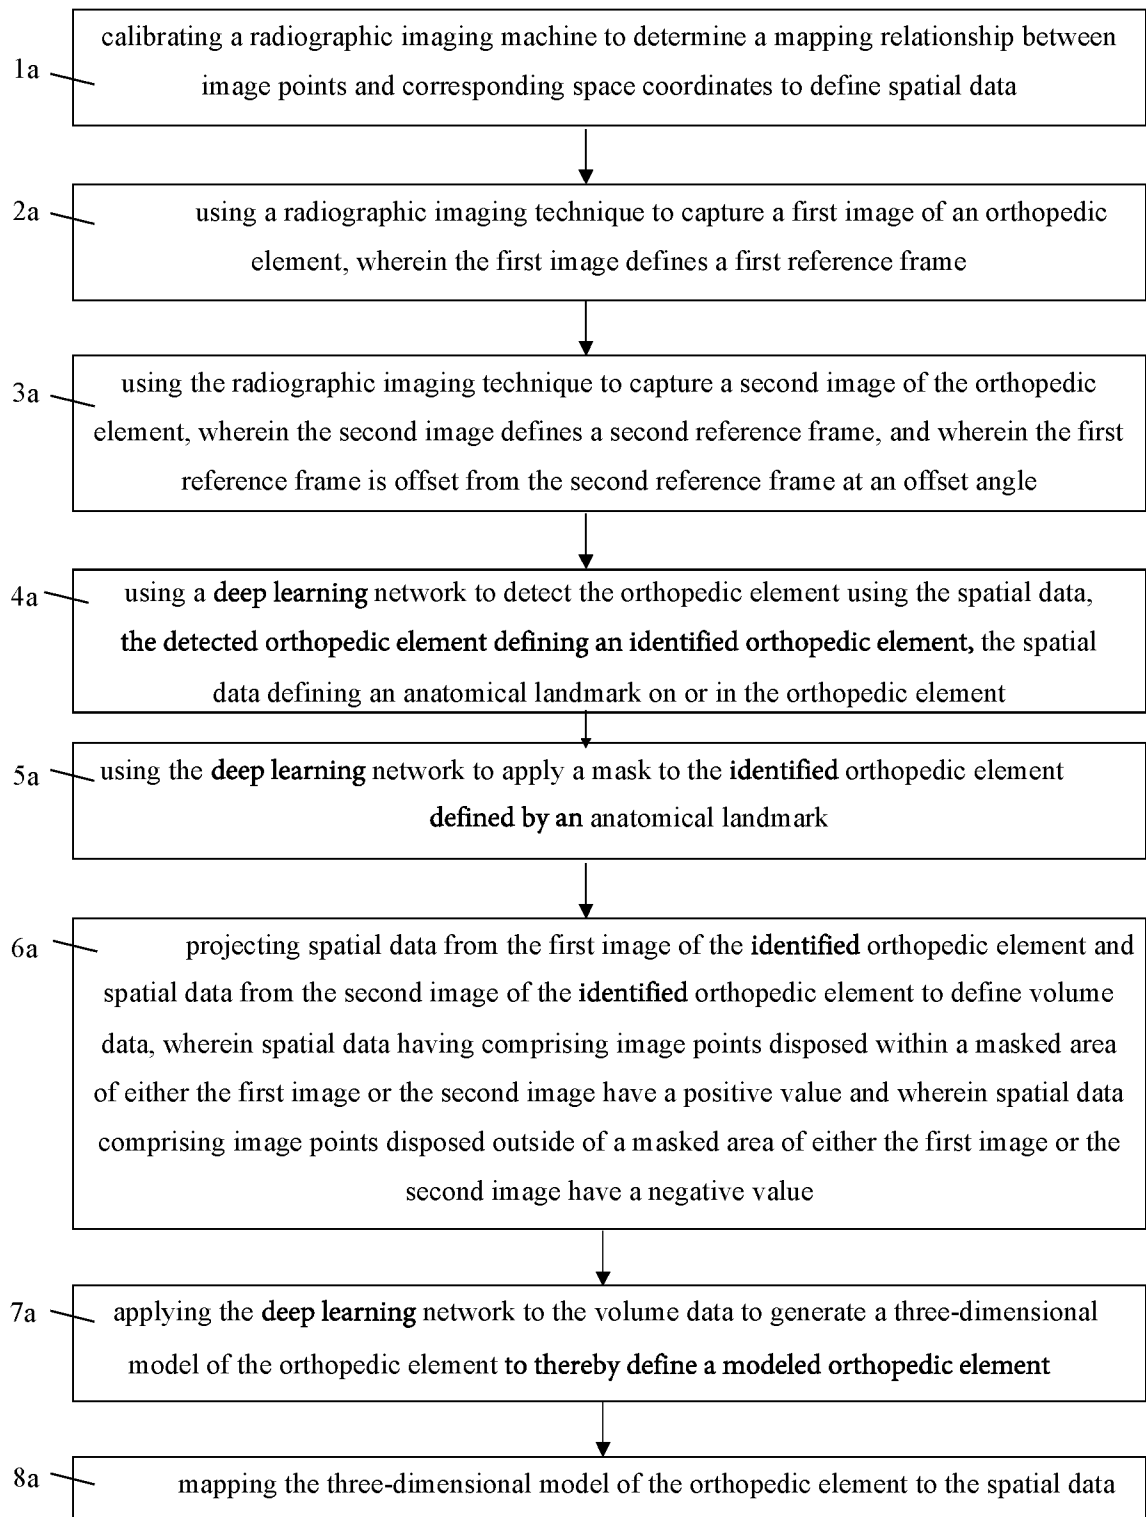 calibrating a radiographic imaging machine to determine a mapping relationship between
1a
image points and corresponding space coordinates to define spatial data
2a
using a radiographic imaging technique to capture a first image of an orthopedic
element, wherein the first image defines a first reference frame
3a
using the radiographic imaging technique to capture a second image of the orthopedic
element, wherein the second image defines a second reference frame, and wherein the first
reference frame is offset from the second reference frame at an offset angle
4a
using a deep learning network to detect the orthopedic element using the spatial data,
the detected orthopedic element defining an identified orthopedic element, the spatial
data defining an anatomical landmark on or in the orthopedic element
5a
using the deep learning network to apply a mask to the identified orthopedic element
defined by an anatomical landmark
6a
projecting spatial data from the first image of the identified orthopedic element and
spatial data from the second image of the identified orthopedic element to define volume
data, wherein spatial data having comprising image points disposed within a masked area
of either the first image or the second image have a positive value and wherein spatial data
comprising image points disposed outside of a masked area of either the first image or the
second image have a negative value
7a
applying the deep learning network to the volume data to generate a three-dimensional
model of the orthopedic element to thereby define a modeled orthopedic element
8a
mapping the three-dimensional model of the orthopedic element to the spatial data